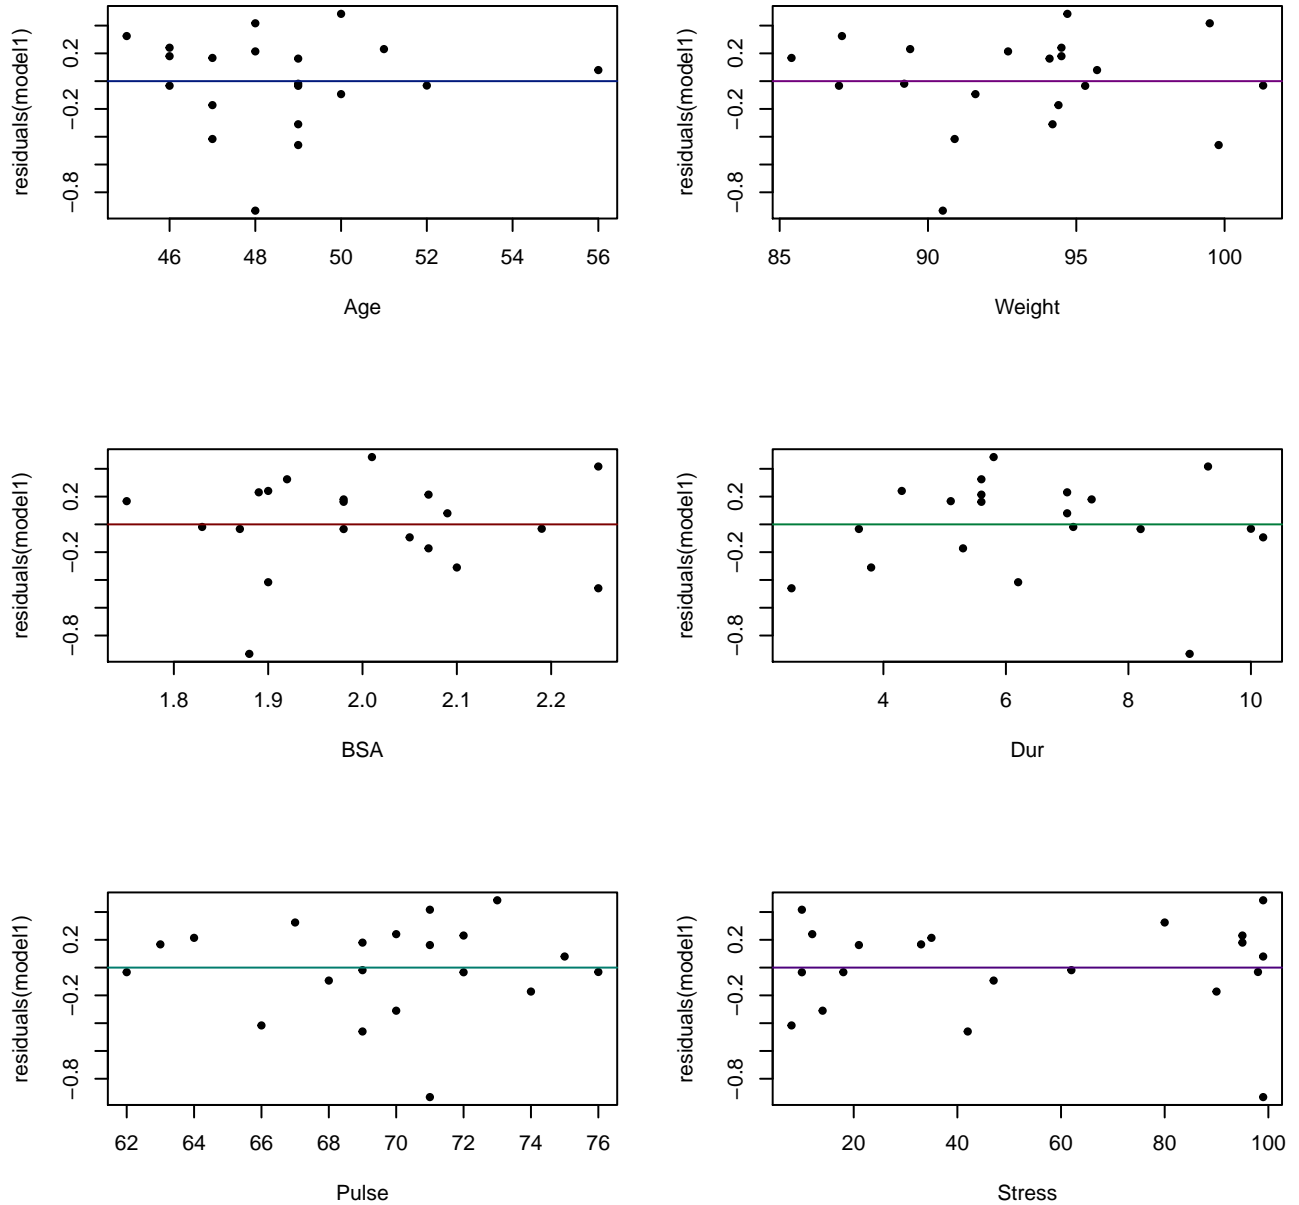 residuals(model1)
−0.8 −0.2 0.2
46 48 50 52 54 56
Age
residuals(model1)
−0.8 −0.2 0.2
85 90 95 100
Weight
residuals(model1)
−0.8 −0.2 0.2
1.8 1.9 2.0 2.1 2.2
BSA
residuals(model1)
−0.8 −0.2 0.2
4 6 8 10
Dur
residuals(model1)
−0.8 −0.2 0.2
62 64 66 68 70 72 74 76
Pulse
residuals(model1)
−0.8 −0.2 0.2
20 40 60 80 100
Stress